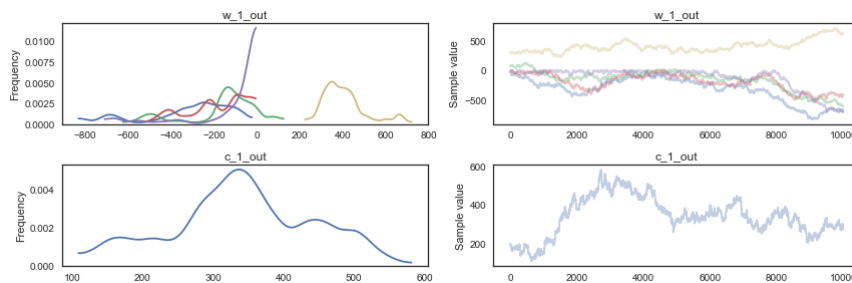 w_1_out
Frequency
0.0100
0.0075
0.0050
0.0025
0.0000
-800 -600 -400 -200 0 200 400 600 800
w_1_out
Sample value
500
0
-500
0 2000 4000 6000 8000 10000
c_1_out
Frequency
0.004
0.002
0.000
100 200 300 400 500 600
c_1_out
Sample value
600
400
200
0 2000 4000 6000 8000 10000